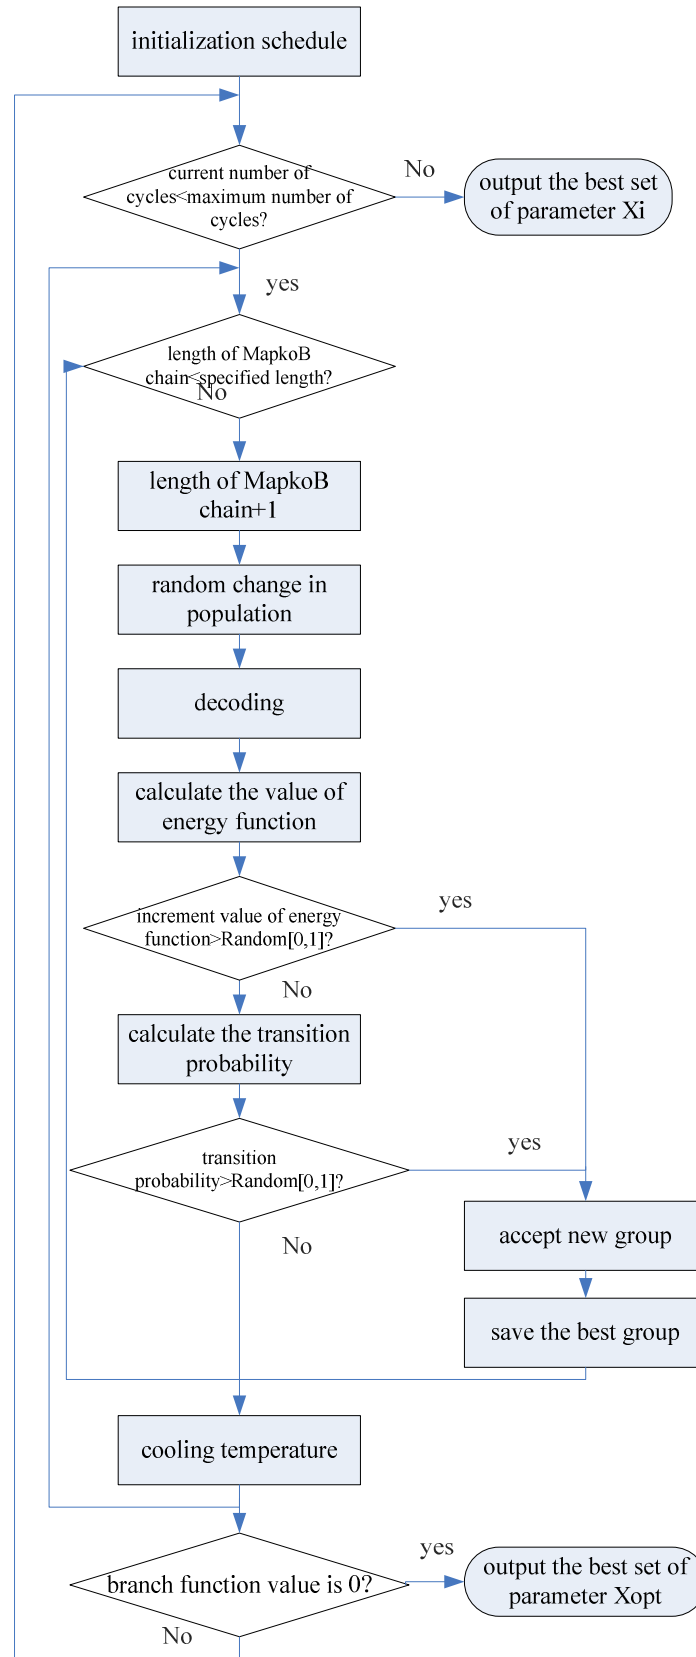 initialization schedule
current number of
cycles<maximum number of
cycles?
No
output the best set
of parameter Xi
yes
length of MapkoB
chain<specified length?
No
length of MapkoB
chain+1
random change in
population
decoding
calculate the value of
energy function
increment value of energy
function>Random[0,1]?
yes
No
calculate the transition
probability
transition
probability>Random[0,1]?
yes
No
accept new group
save the best group
cooling temperature
branch function value is 0?
yes
output the best set of
parameter Xopt
No